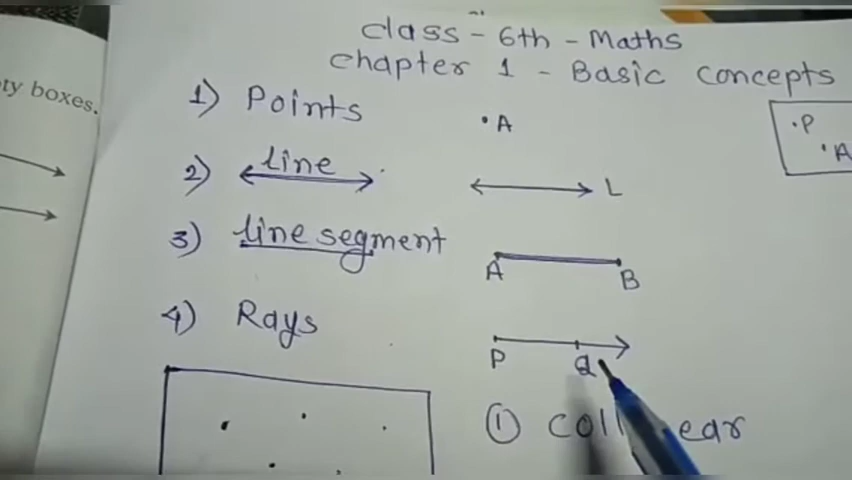 class - 6th - Maths
chapter 1 - Basic concepts
ty boxes.
1) Points
.A
.P
.A
2) line
L
3) line segment
A B
4) Rays
P Q
1